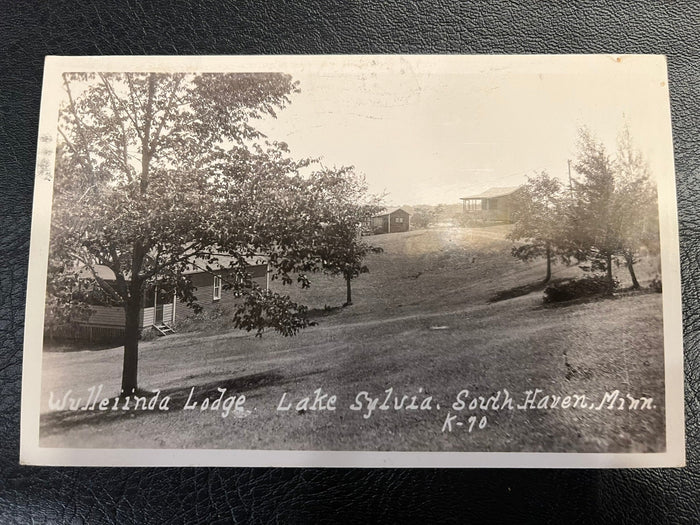 Wulleiinda Lodge. Lake Sylvia. South Haven, Minn.
K-90